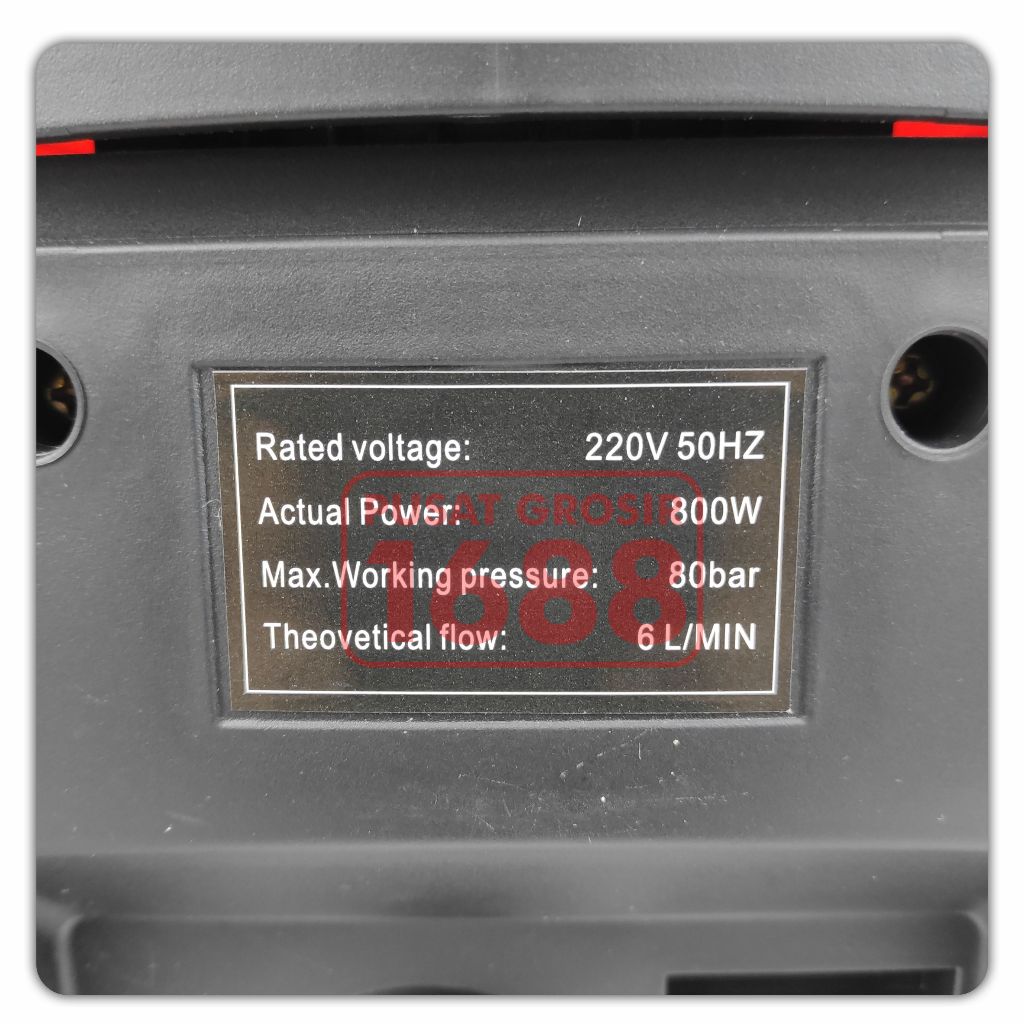 Rated voltage: 220V 50HZ
PUSAT GROSIR
Actual Power: 800W
1688
Max.Working pressure: 80bar
Theovetical flow: 6 L/MIN